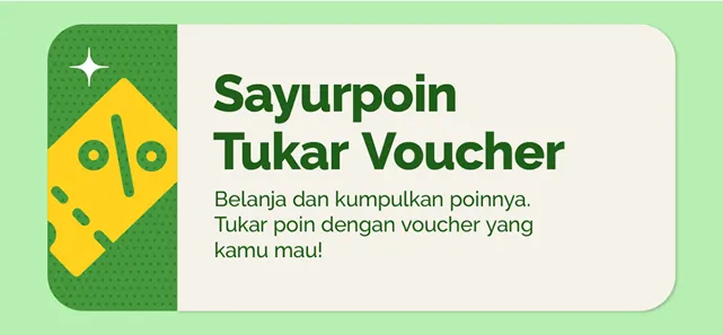 Sayurpoin
Tukar Voucher
Belanja dan kumpulkan poinnya.
Tukar poin dengan voucher yang
kamu mau!